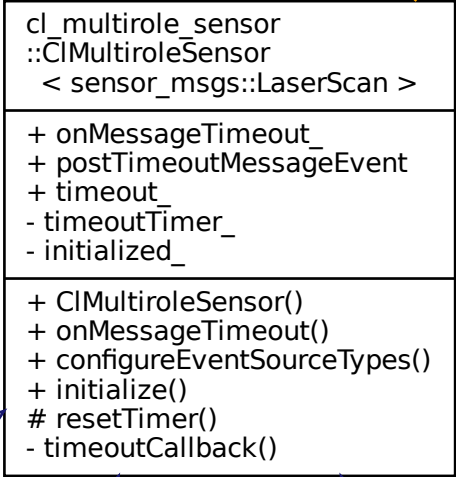 cl_multirole_sensor
::ClMultiroleSensor
< sensor_msgs::LaserScan >
+ onMessageTimeout_
+ postTimeoutMessageEvent
+ timeout_
- timeoutTimer_
- initialized_
+ ClMultiroleSensor()
+ onMessageTimeout()
+ configureEventSourceTypes()
+ initialize()
# resetTimer()
- timeoutCallback()